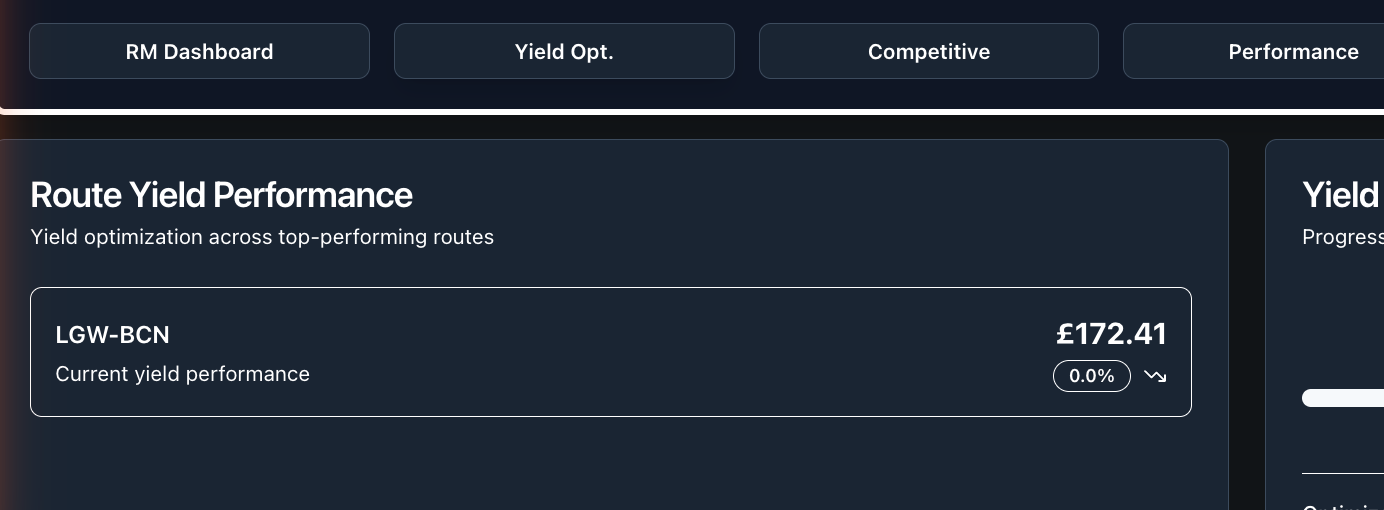 RM Dashboard
Yield Opt.
Competitive
Performance
Route Yield Performance
Yield optimization across top-performing routes
LGW-BCN
Current yield performance
£172.41
0.0%
Yield
Progress